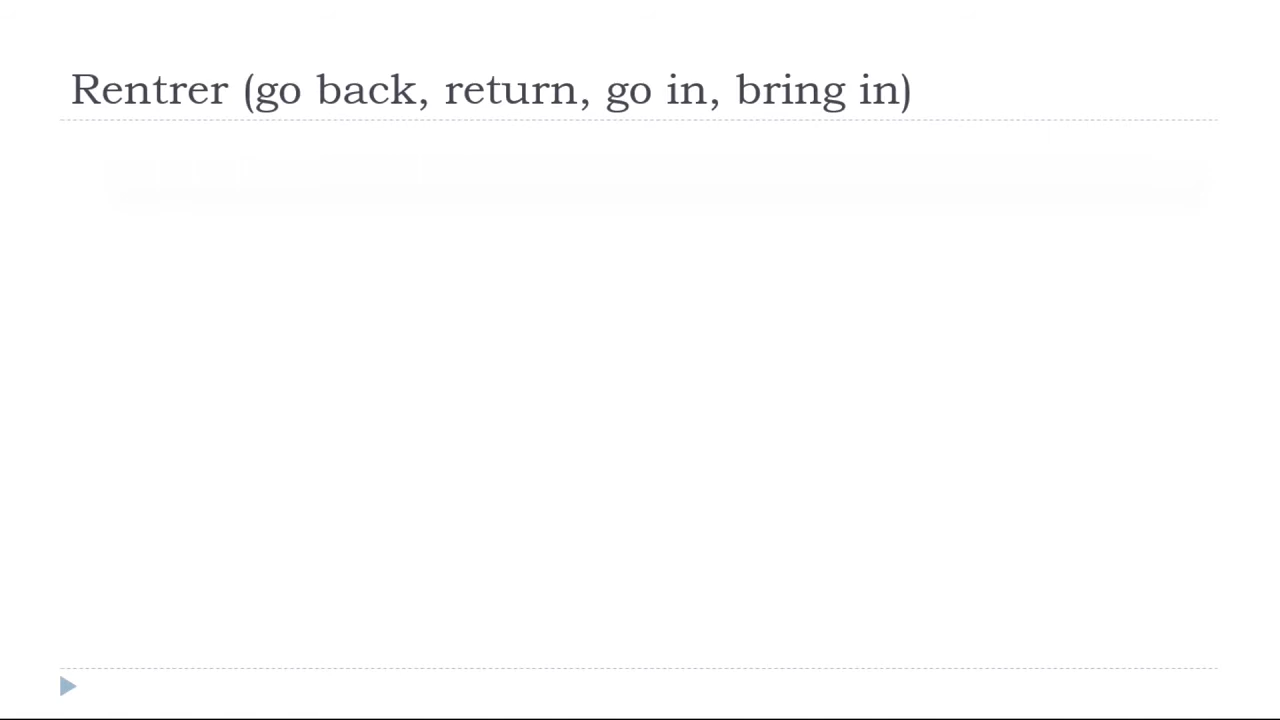 Rentrer (go back, return, go in, bring in)